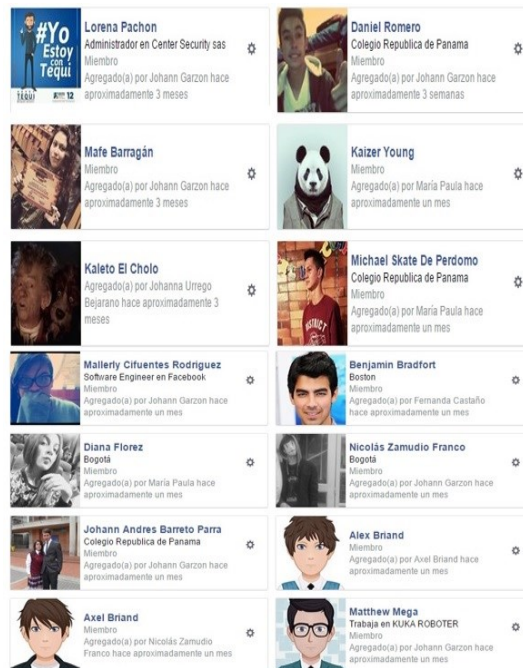 #Yo
Estoy
con
Tequi
TEQUI
12
Lorena Pachon
Administrador en Center Security sas
Miembro
Agregado(a) por Johann Garzon hace
aproximadamente 3 meses
Daniel Romero
Colegio Republica de Panama
Miembro
Agregado(a) por Johann Garzon hace
aproximadamente 3 semanas
Mafe Barragán
Miembro
Agregado(a) por Johann Garzon hace
aproximadamente 3 meses
Kaizer Young
Miembro
Agregado(a) por María Paula hace
aproximadamente un mes
Kaleto El Cholo
Agregado(a) por Johanna Urrego
Bejarano hace aproximadamente 3
meses
Michael Skate De Perdomo
Colegio Republica de Panama
Miembro
Agregado(a) por María Paula hace
aproximadamente un mes
Mallerly Cifuentes Rodriguez
Software Engineer en Facebook
Miembro
Agregado(a) por Johann Garzon hace
aproximadamente un mes
Benjamin Bradfort
Boston
Miembro
Agregado(a) por Fernanda Castaño
hace aproximadamente un mes
Diana Florez
Bogotá
Miembro
Agregado(a) por María Paula hace
aproximadamente un mes
Nicolás Zamudio Franco
Bogotá
Miembro
Agregado(a) por Johann Garzon hace
aproximadamente un mes
Johann Andres Barreto Parra
Colegio Republica de Panama
Miembro
Agregado(a) por Johann Garzon hace
aproximadamente un mes
Alex Briand
Miembro
Agregado(a) por Axel Briand hace
aproximadamente un mes
Axel Briand
Miembro
Agregado(a) por Nicolás Zamudio
Franco hace aproximadamente un mes
Matthew Mega
Trabaja en KUKA ROBOTER
Miembro
Agregado(a) por Johann Garzon hace
aproximadamente un mes